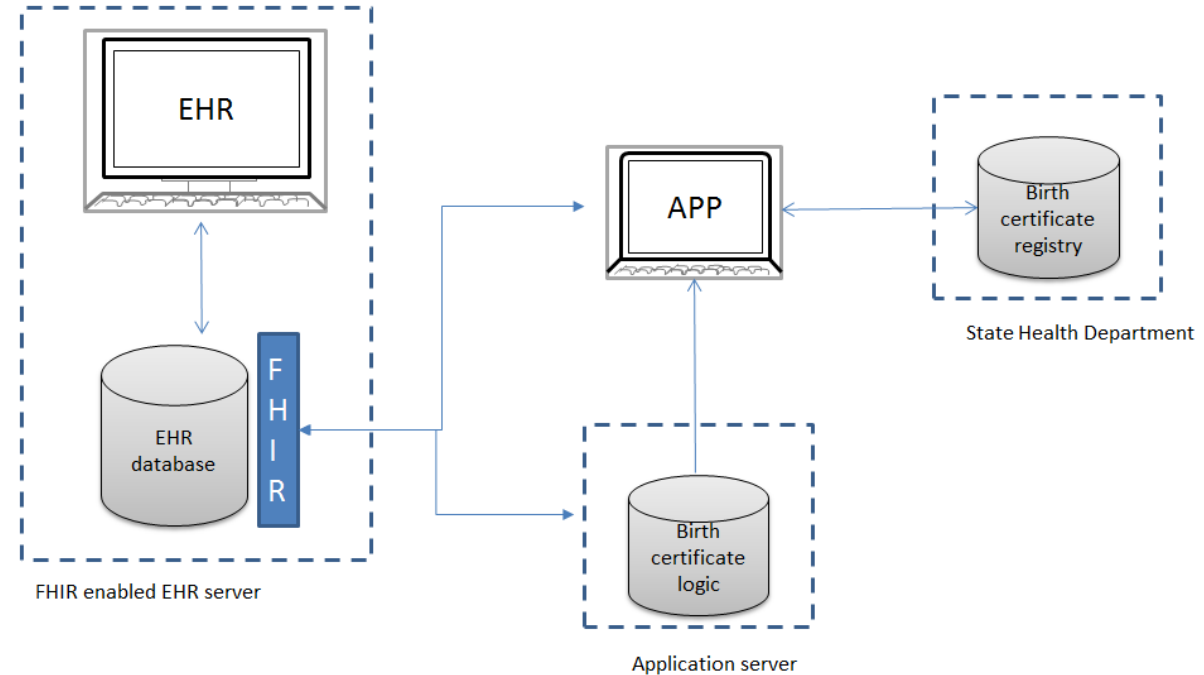 EHR
EHR
database
F
H
I
R
FHIR enabled EHR server
APP
Birth
certificate
registry
State Health Department
Birth
certificate
logic
Application server